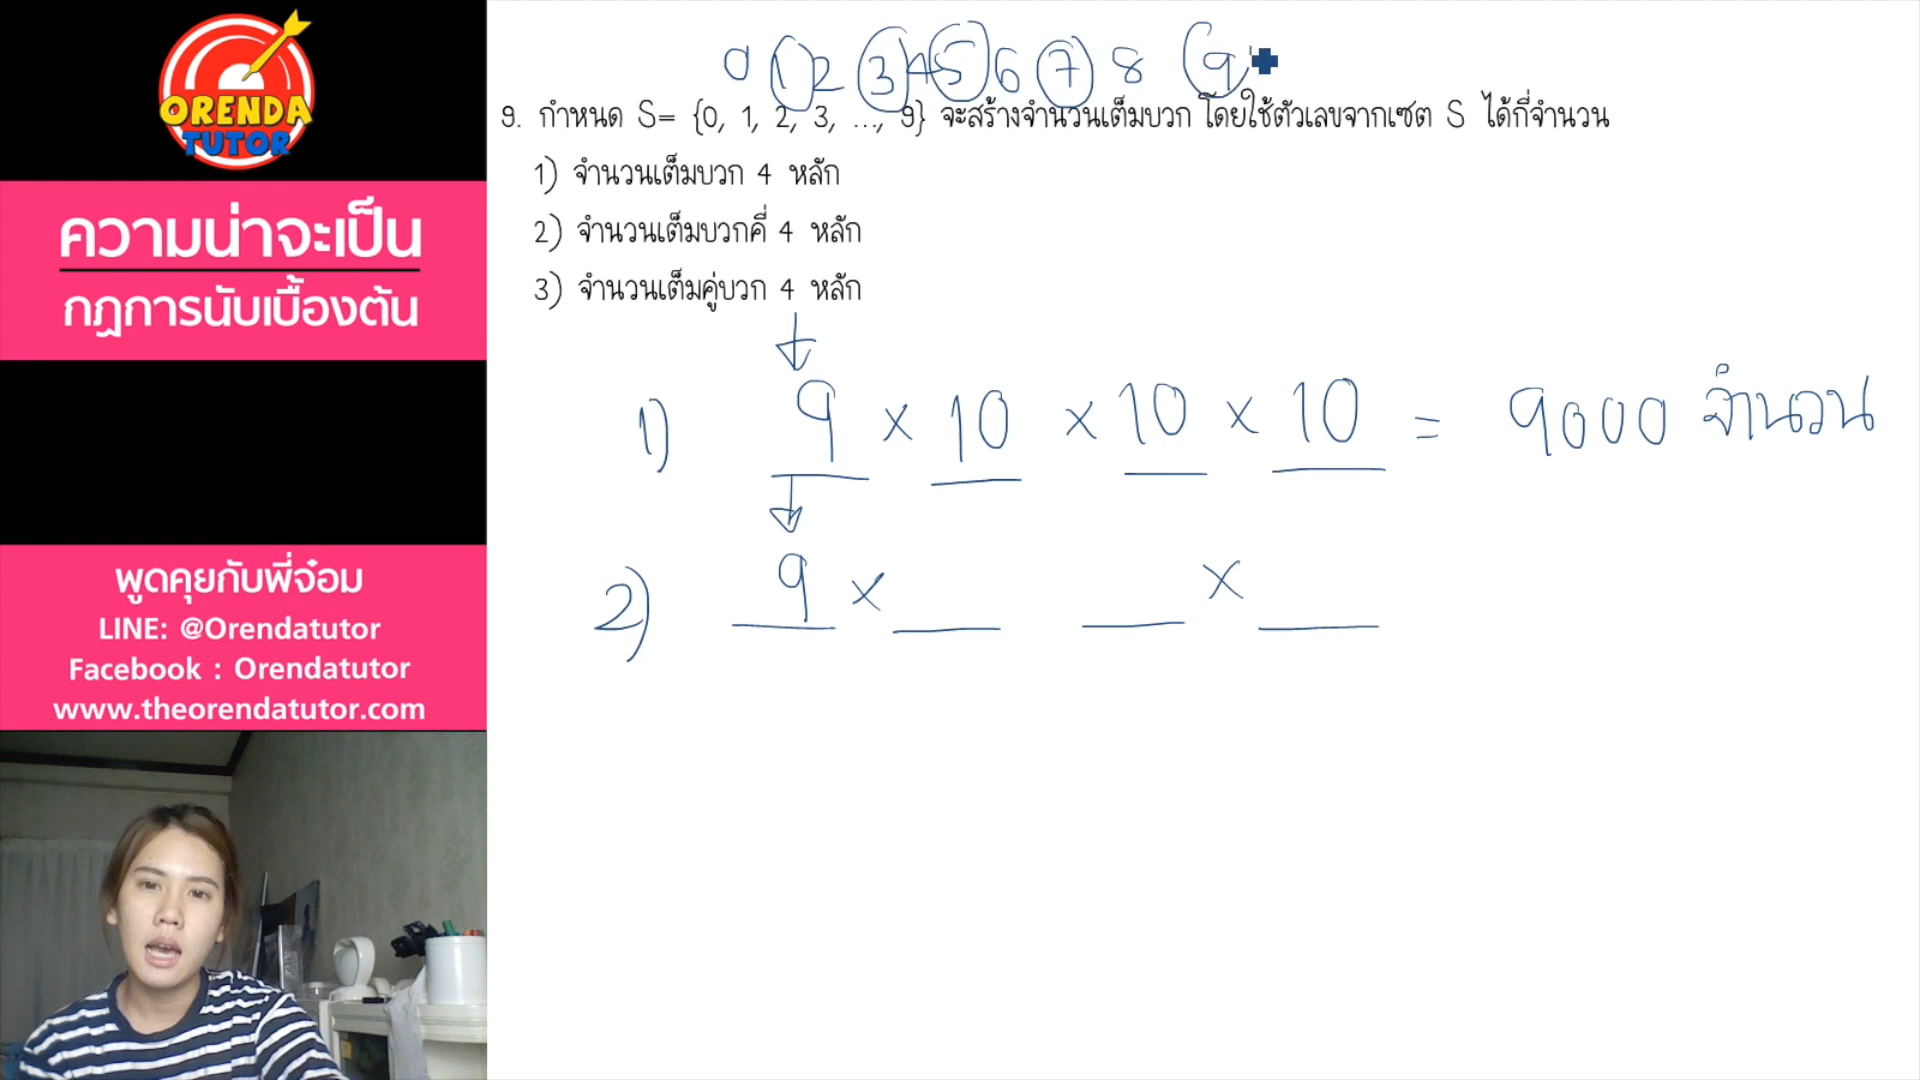 ORENDA
TUTOR
ความน่าจะเป็น
กฎการนับเบื้องต้น
พูดคุยกับพี่จ๋อม
LINE: @Orendatutor
Facebook : Orendatutor
www.theorendatutor.com
0 1 2 3 4 5 6 7 8 9
9. กำหนด S= {0, 1, 2, 3, ..., 9} จะสร้างจำนวนเต็มบวก โดยใช้ตัวเลขจากเซต S ได้กี่จำนวน
1) จำนวนเต็มบวก 4 หลัก
2) จำนวนเต็มบวกคี่ 4 หลัก
3) จำนวนเต็มคู่บวก 4 หลัก
1) 9 × 10 × 10 × 10 = 9000 จำนวน
2) 9 × ×